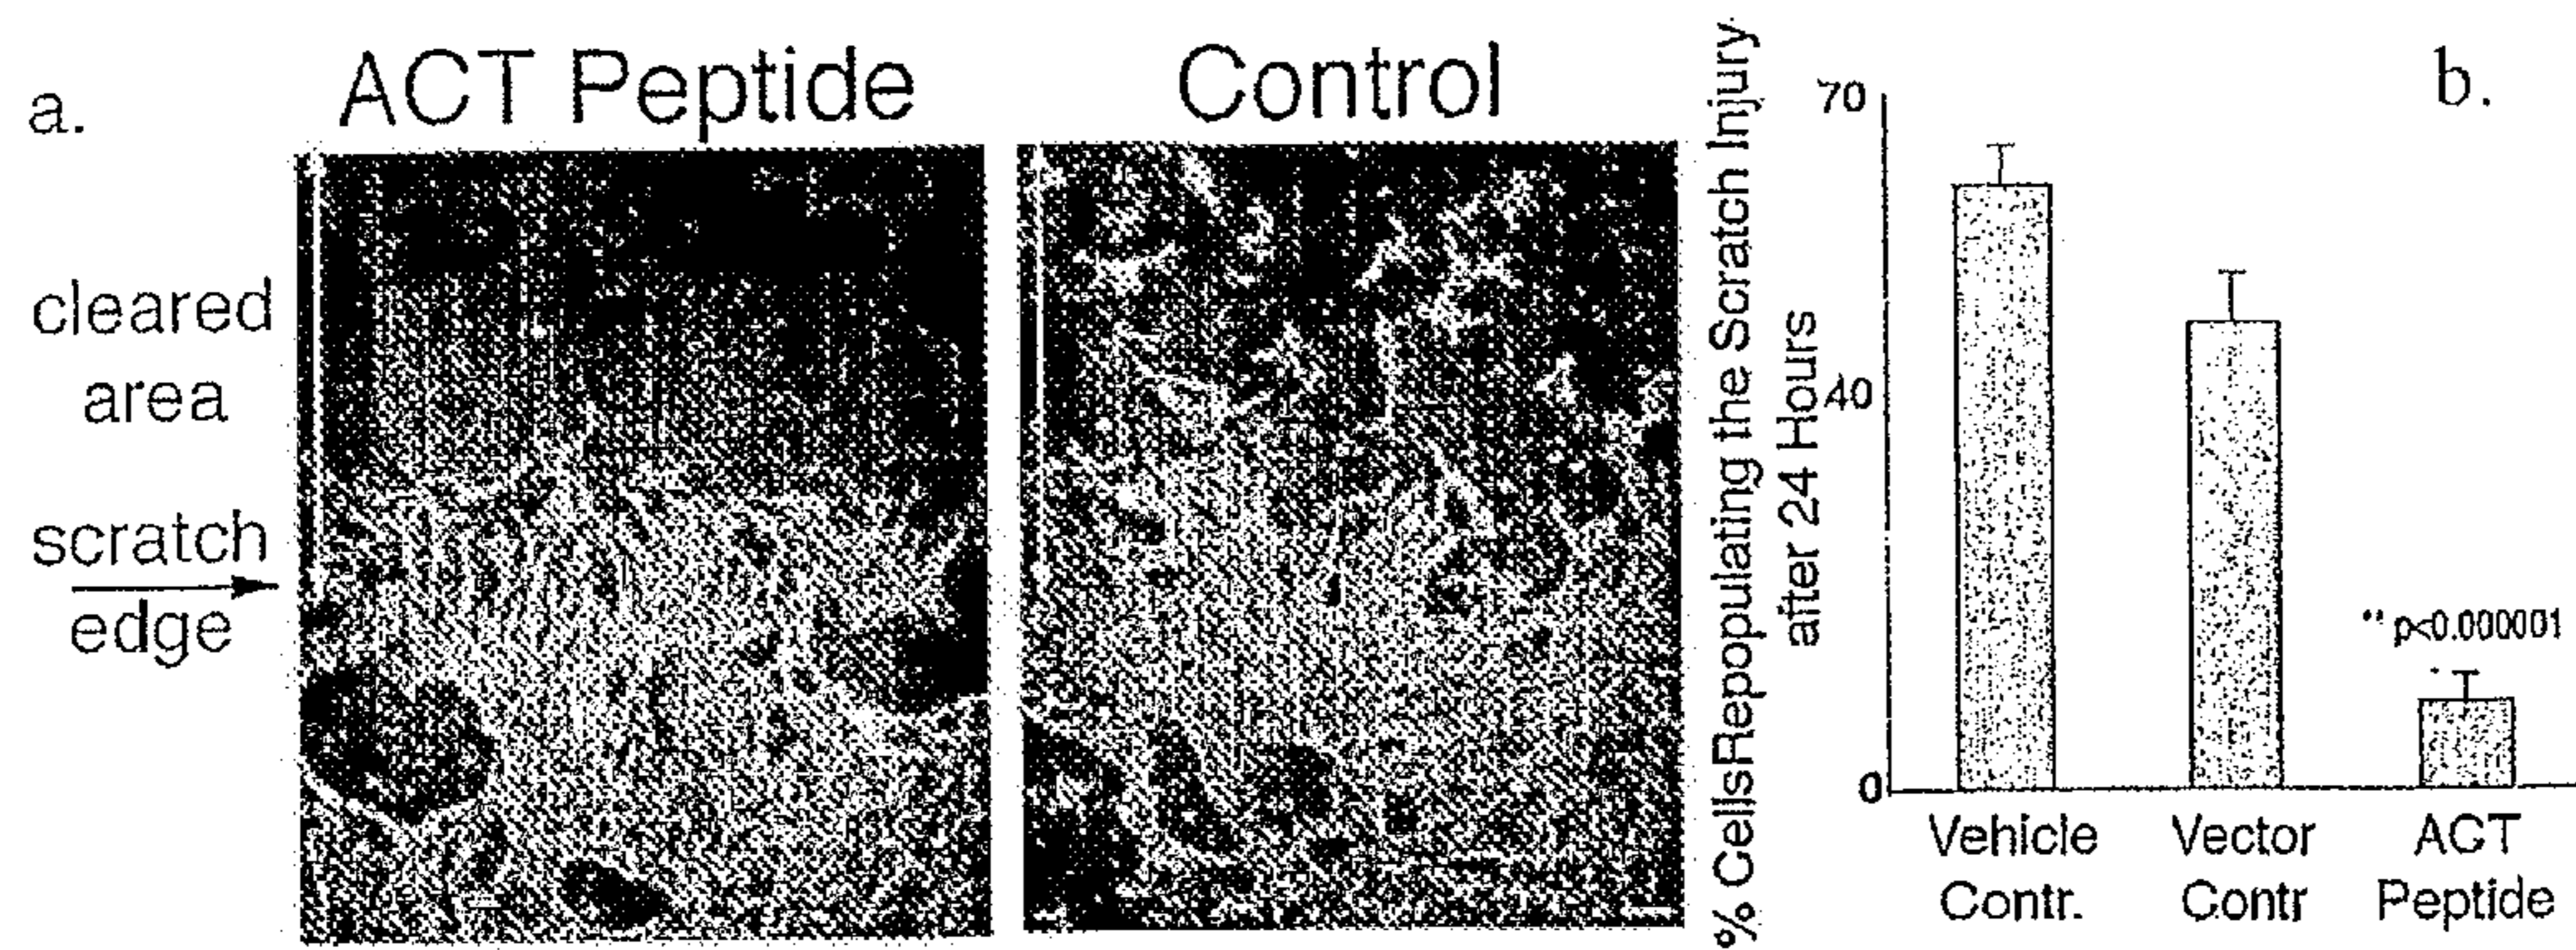 a.
ACT Peptide
Control
cleared
area
scratch
edge
% CellsRepopulating the Scratch Injury
after 24 Hours
b.
70
40
0
** p<0.000001
Vehicle
Contr.
Vector
Contr
ACT
Peptide